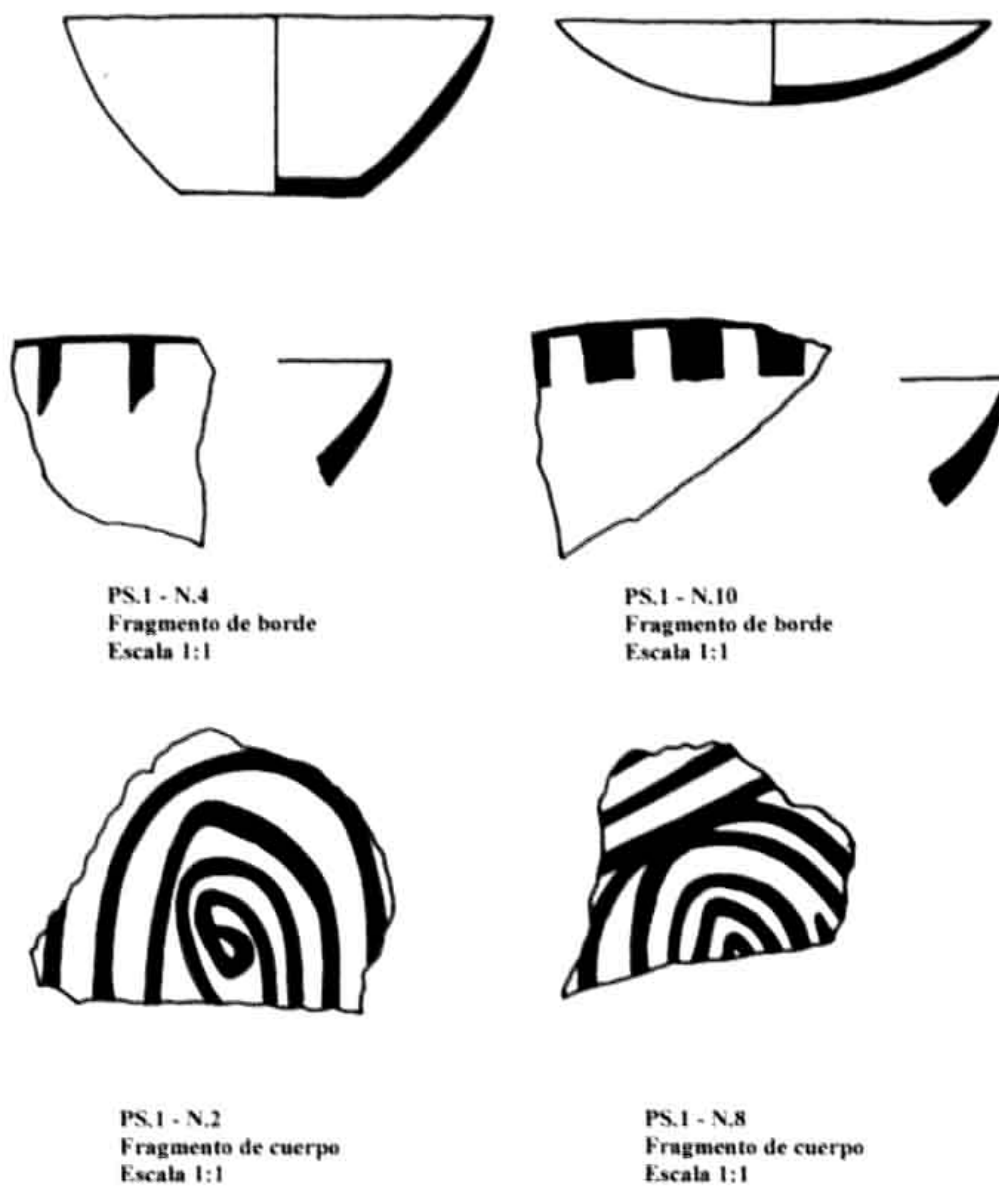 PS.1 - N.4
Fragmento de borde
Escala 1:1
PS.1 - N.10
Fragmento de borde
Escala 1:1
PS.1 - N.2
Fragmento de cuerpo
Escala 1:1
PS.1 - N.8
Fragmento de cuerpo
Escala 1:1